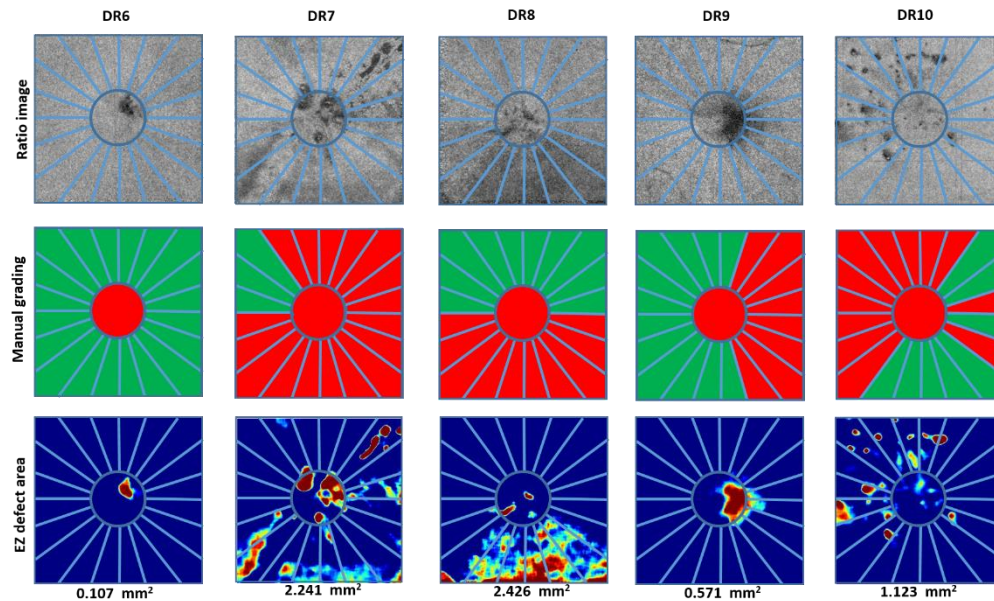 DR6 DR7 DR8 DR9 DR10
Ratio image
Manual grading
EZ defect area
0.107 mm² 2.241 mm² 2.426 mm² 0.571 mm² 1.123 mm²